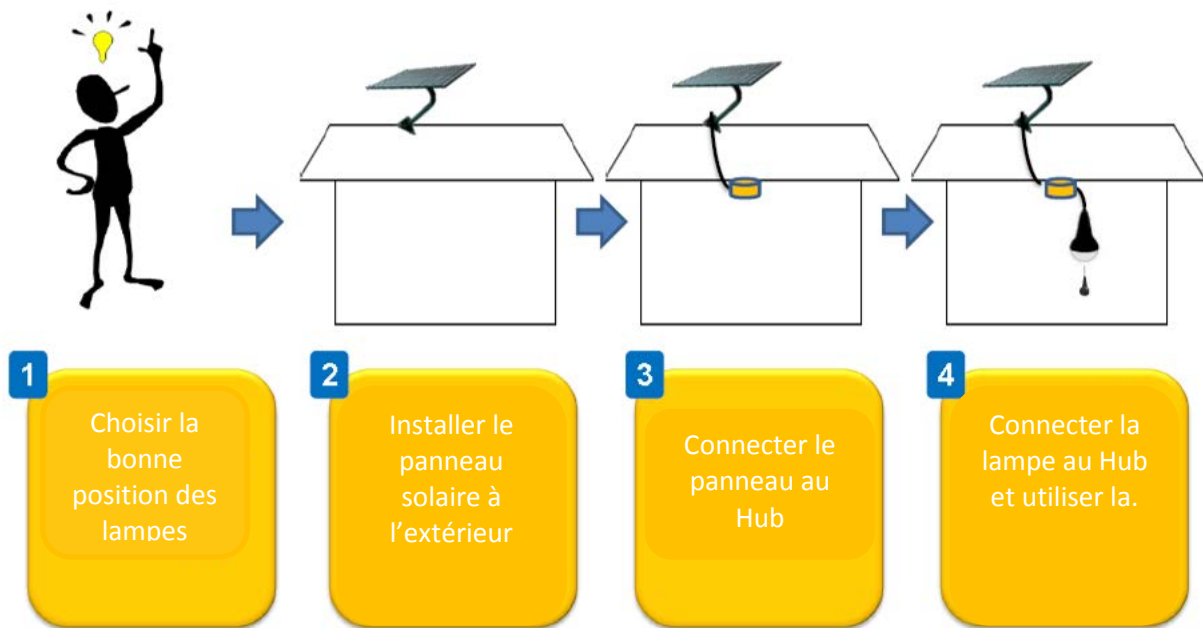 1
Choisir la
bonne
position des
lampes
2
Installer le
panneau
solaire à
l’extérieur
3
Connecter le
panneau au
Hub
4
Connecter la
lampe au Hub
et utiliser la.